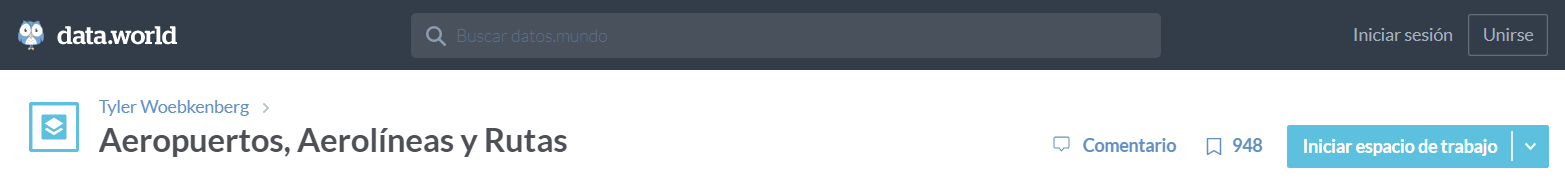 data.world
Buscar datos.mundo
Iniciar sesión
Unirse
Tyler Woebkenberg
Aeropuertos, Aerolíneas y Rutas
Comentario
948
Iniciar espacio de trabajo